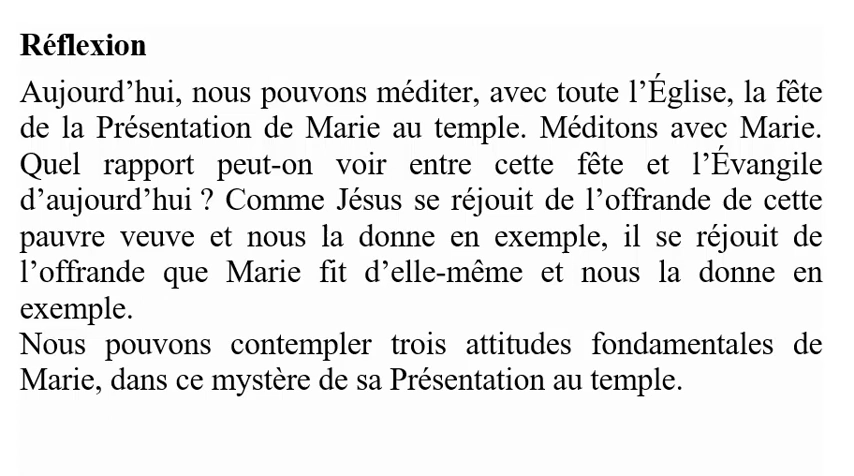 Réflexion
Aujourd’hui, nous pouvons méditer, avec toute l’Église, la fête
de la Présentation de Marie au temple. Méditons avec Marie.
Quel rapport peut-on voir entre cette fête et l’Évangile
d’aujourd’hui ? Comme Jésus se réjouit de l’offrande de cette
pauvre veuve et nous la donne en exemple, il se réjouit de
l’offrande que Marie fit d’elle-même et nous la donne en
exemple.
Nous pouvons contempler trois attitudes fondamentales de
Marie, dans ce mystère de sa Présentation au temple.